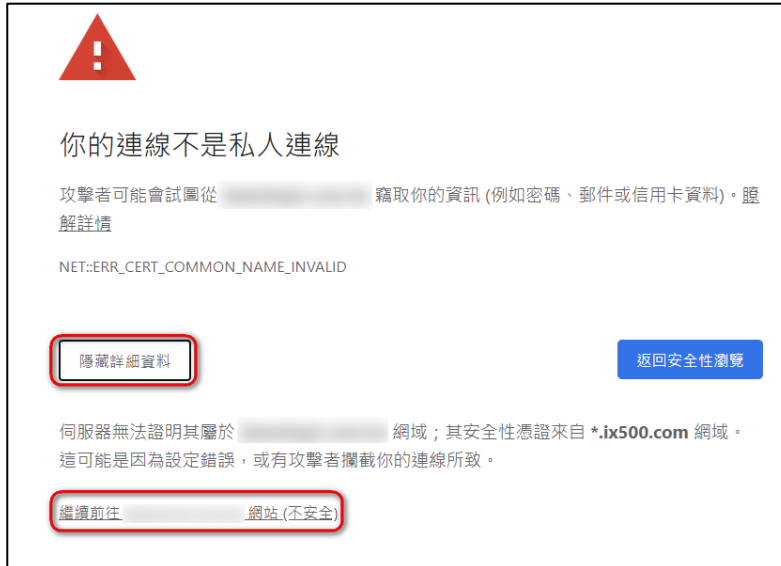 你的連線不是私人連線
攻擊者可能會試圖從 竊取你的資訊 (例如密碼、郵件或信用卡資料)。瞭
解詳情
NET::ERR_CERT_COMMON_NAME_INVALID
隱藏詳細資料
返回安全性瀏覽
伺服器無法證明其屬於 網域;其安全性憑證來自 *.ix500.com 網域。
這可能是因為設定錯誤,或有攻擊者攔截你的連線所致。
繼續前往 網站 (不安全)